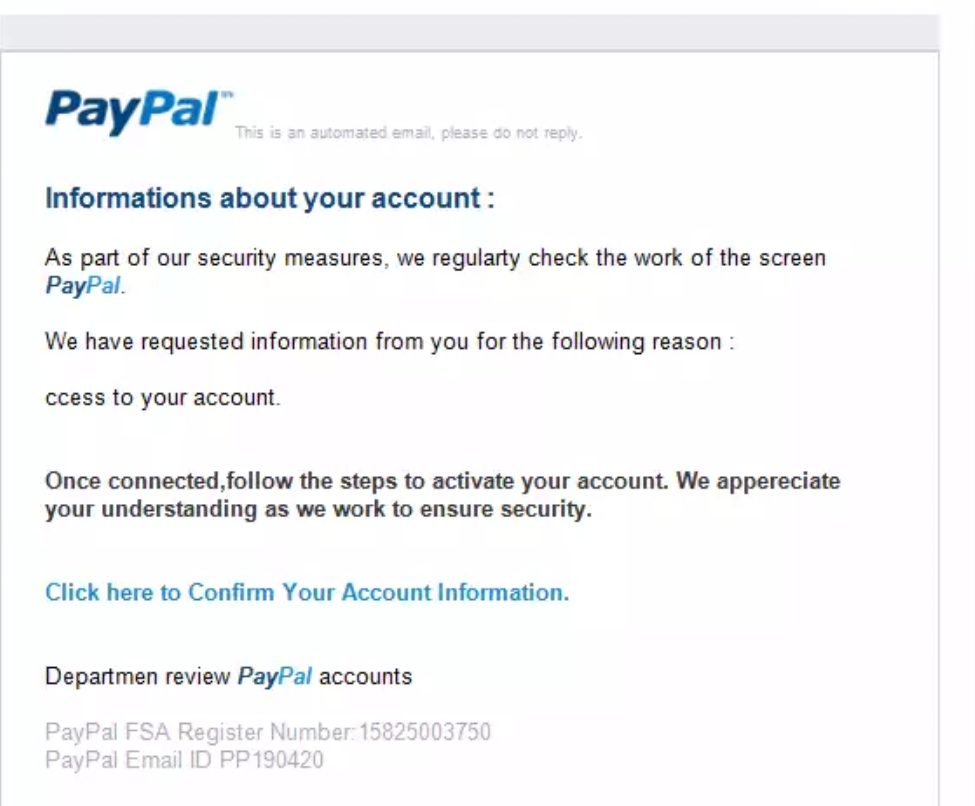 PayPal™
This is an automated email, please do not reply.
Informations about your account :
As part of our security measures, we regularty check the work of the screen
PayPal.
We have requested information from you for the following reason :
ccess to your account.
Once connected,follow the steps to activate your account. We appereciate
your understanding as we work to ensure security.
Click here to Confirm Your Account Information.
Departmen review PayPal accounts
PayPal FSA Register Number:15825003750
PayPal Email ID PP190420